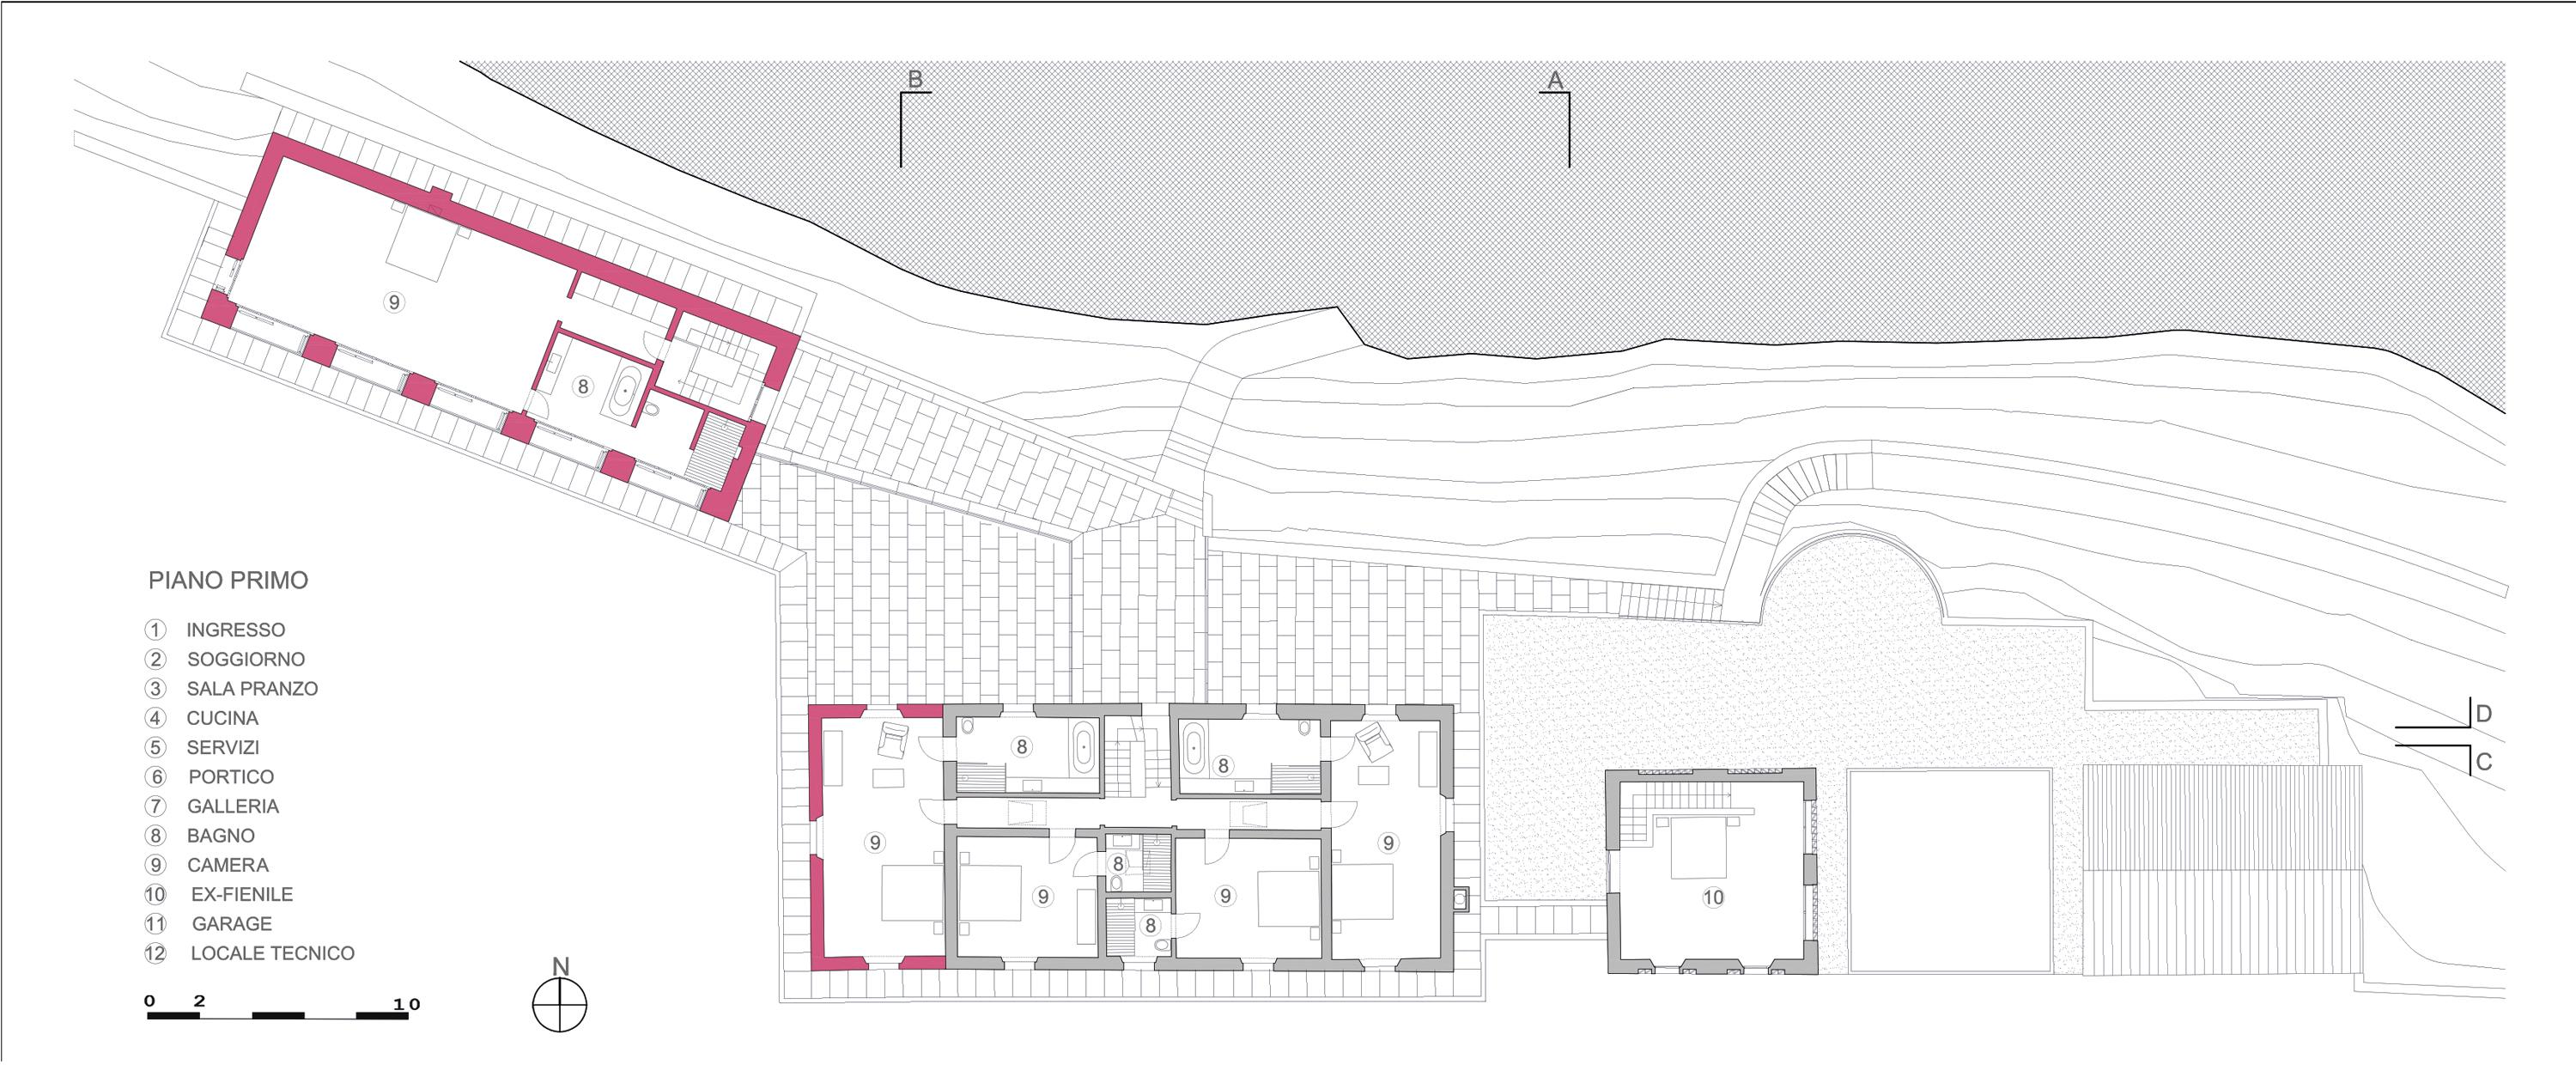 B
A
9
8
PIANO PRIMO
1 INGRESSO
2 SOGGIORNO
3 SALA PRANZO
4 CUCINA
5 SERVIZI
6 PORTICO
7 GALLERIA
8 BAGNO
9 CAMERA
10 EX-FIENILE
11 GARAGE
12 LOCALE TECNICO
0 2 10
N
8
8
9
9
8
9
9
8
10
D
C